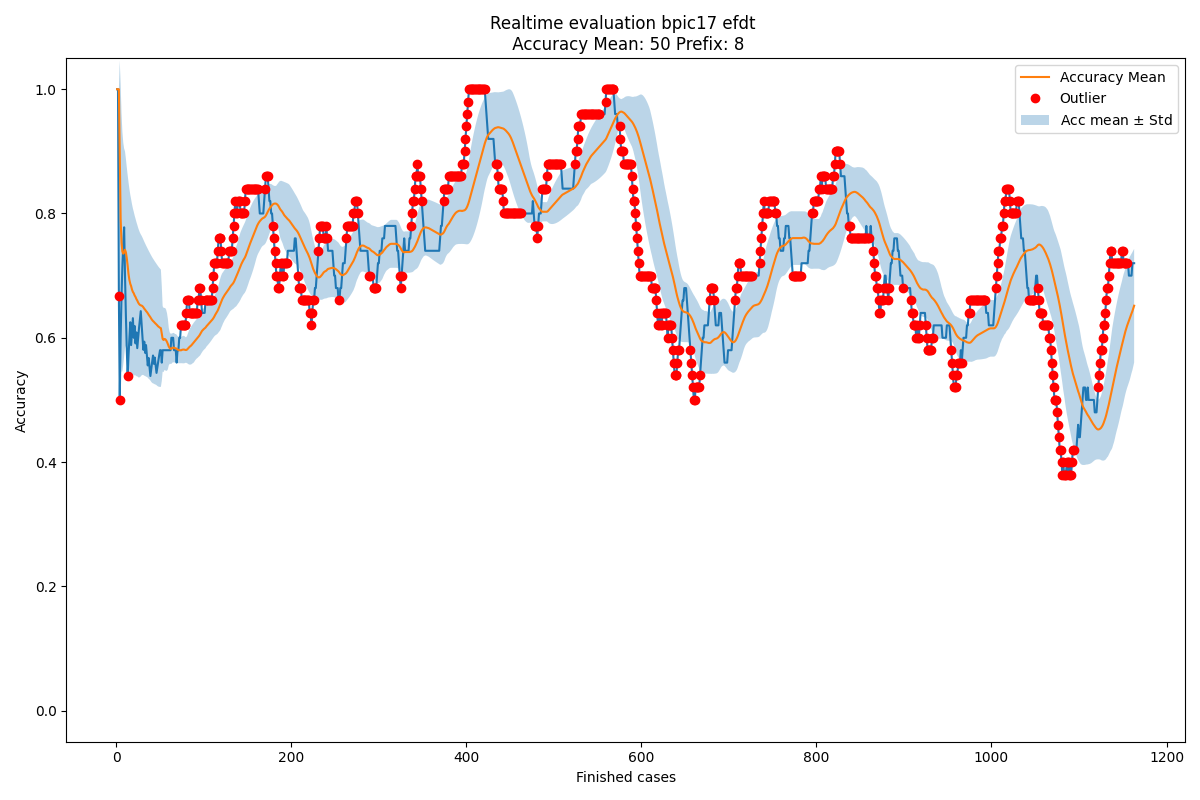 Realtime evaluation bpic17 efdt
Accuracy Mean: 50 Prefix: 8
Accuracy Mean
Outlier
Acc mean ± Std
1.0
0.8
0.6
0.4
0.2
0.0
Accuracy
0
200
400
600
800
1000
1200
Finished cases